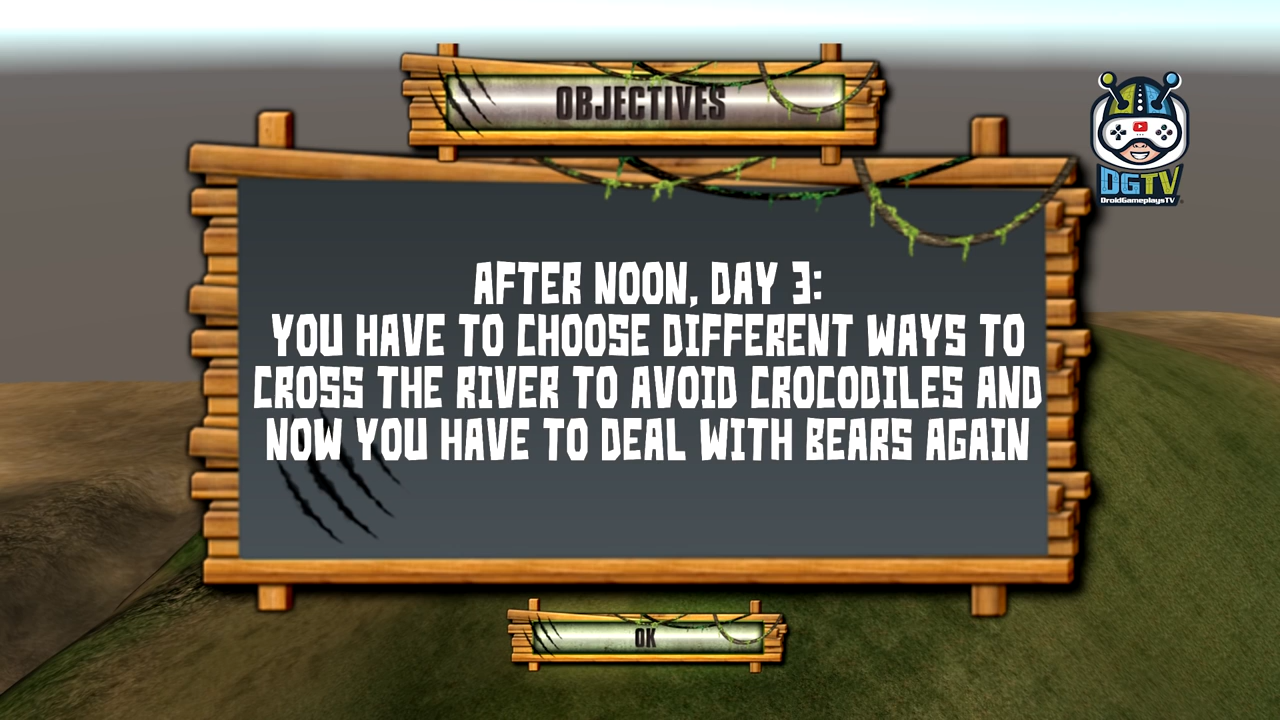 OBJECTIVES
AFTER NOON, DAY 3:
YOU HAVE TO CHOOSE DIFFERENT WAYS TO
CROSS THE RIVER TO AVOID CROCODILES AND
NOW YOU HAVE TO DEAL WITH BEARS AGAIN
OK
DGTV
DroidGameplaysTV